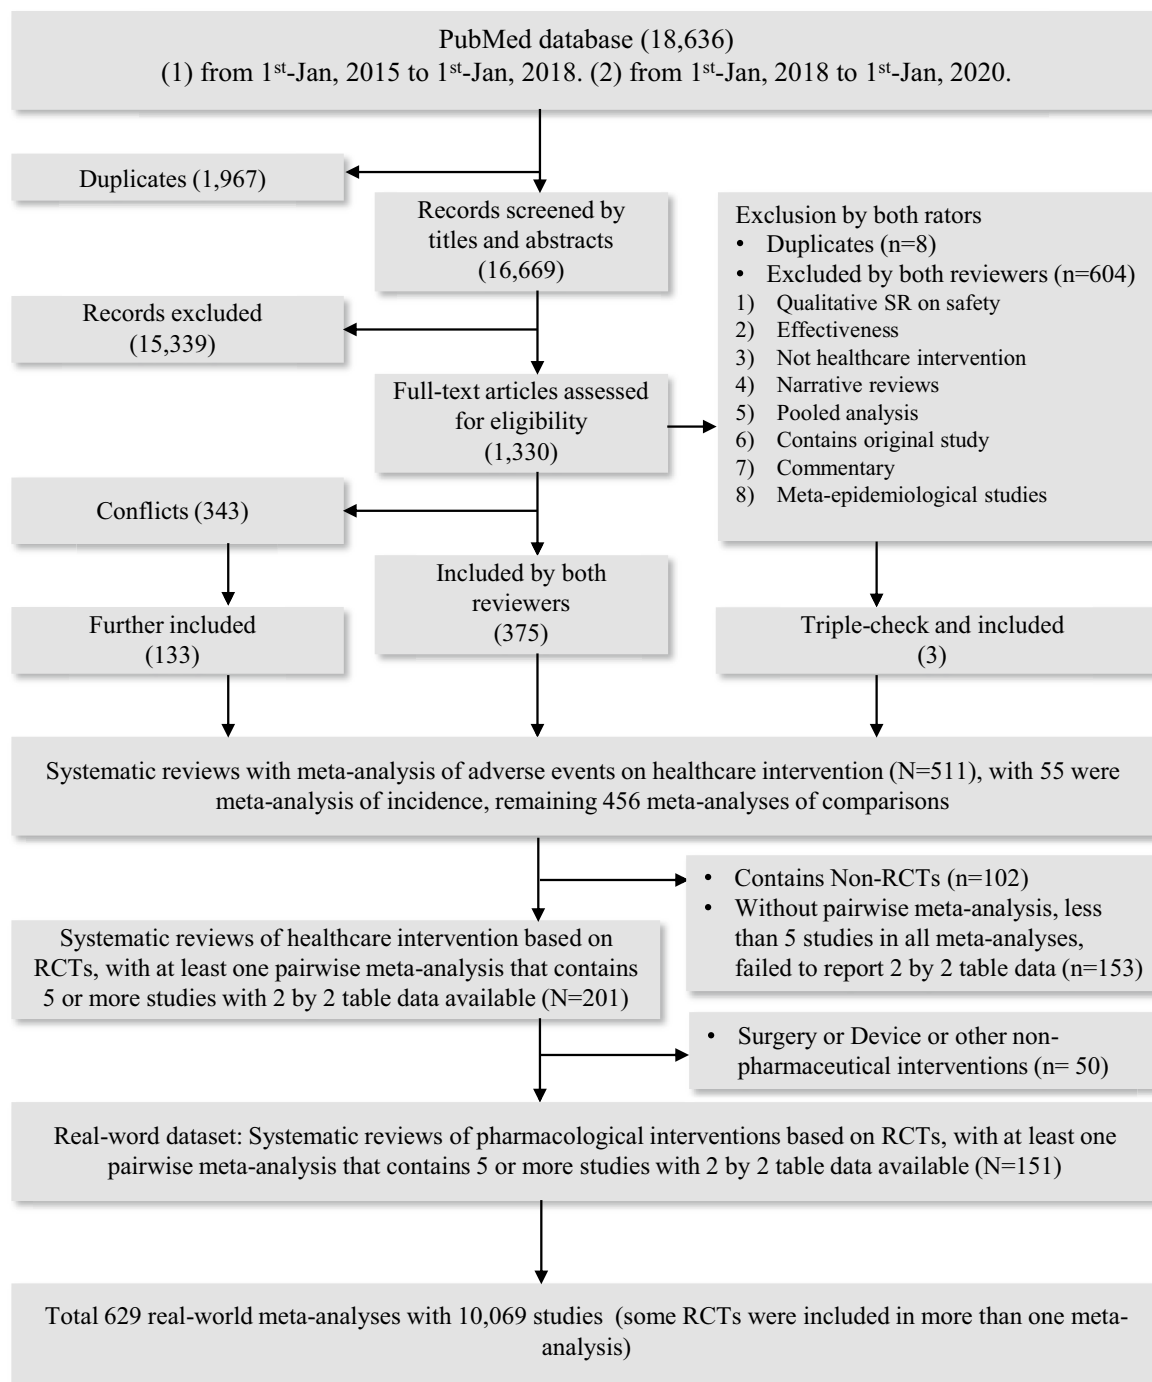 PubMed database (18,636)
(1) from 1st-Jan, 2015 to 1st-Jan, 2018. (2) from 1st-Jan, 2018 to 1st-Jan, 2020.
Duplicates (1,967)
Records screened by
titles and abstracts
(16,669)
Records excluded
(15,339)
Full-text articles assessed
for eligibility
(1,330)
Exclusion by both rators
• Duplicates (n=8)
• Excluded by both reviewers (n=604)
1) Qualitative SR on safety
2) Effectiveness
3) Not healthcare intervention
4) Narrative reviews
5) Pooled analysis
6) Contains original study
7) Commentary
8) Meta-epidemiological studies
Conflicts (343)
Included by both
reviewers
(375)
Further included
(133)
Triple-check and included
(3)
Systematic reviews with meta-analysis of adverse events on healthcare intervention (N=511), with 55 were
meta-analysis of incidence, remaining 456 meta-analyses of comparisons
• Contains Non-RCTs (n=102)
• Without pairwise meta-analysis, less
than 5 studies in all meta-analyses,
failed to report 2 by 2 table data (n=153)
Systematic reviews of healthcare intervention based on
RCTs, with at least one pairwise meta-analysis that contains
5 or more studies with 2 by 2 table data available (N=201)
• Surgery or Device or other non-
pharmaceutical interventions (n= 50)
Real-word dataset: Systematic reviews of pharmacological interventions based on RCTs, with at least one
pairwise meta-analysis that contains 5 or more studies with 2 by 2 table data available (N=151)
Total 629 real-world meta-analyses with 10,069 studies (some RCTs were included in more than one meta-
analysis)